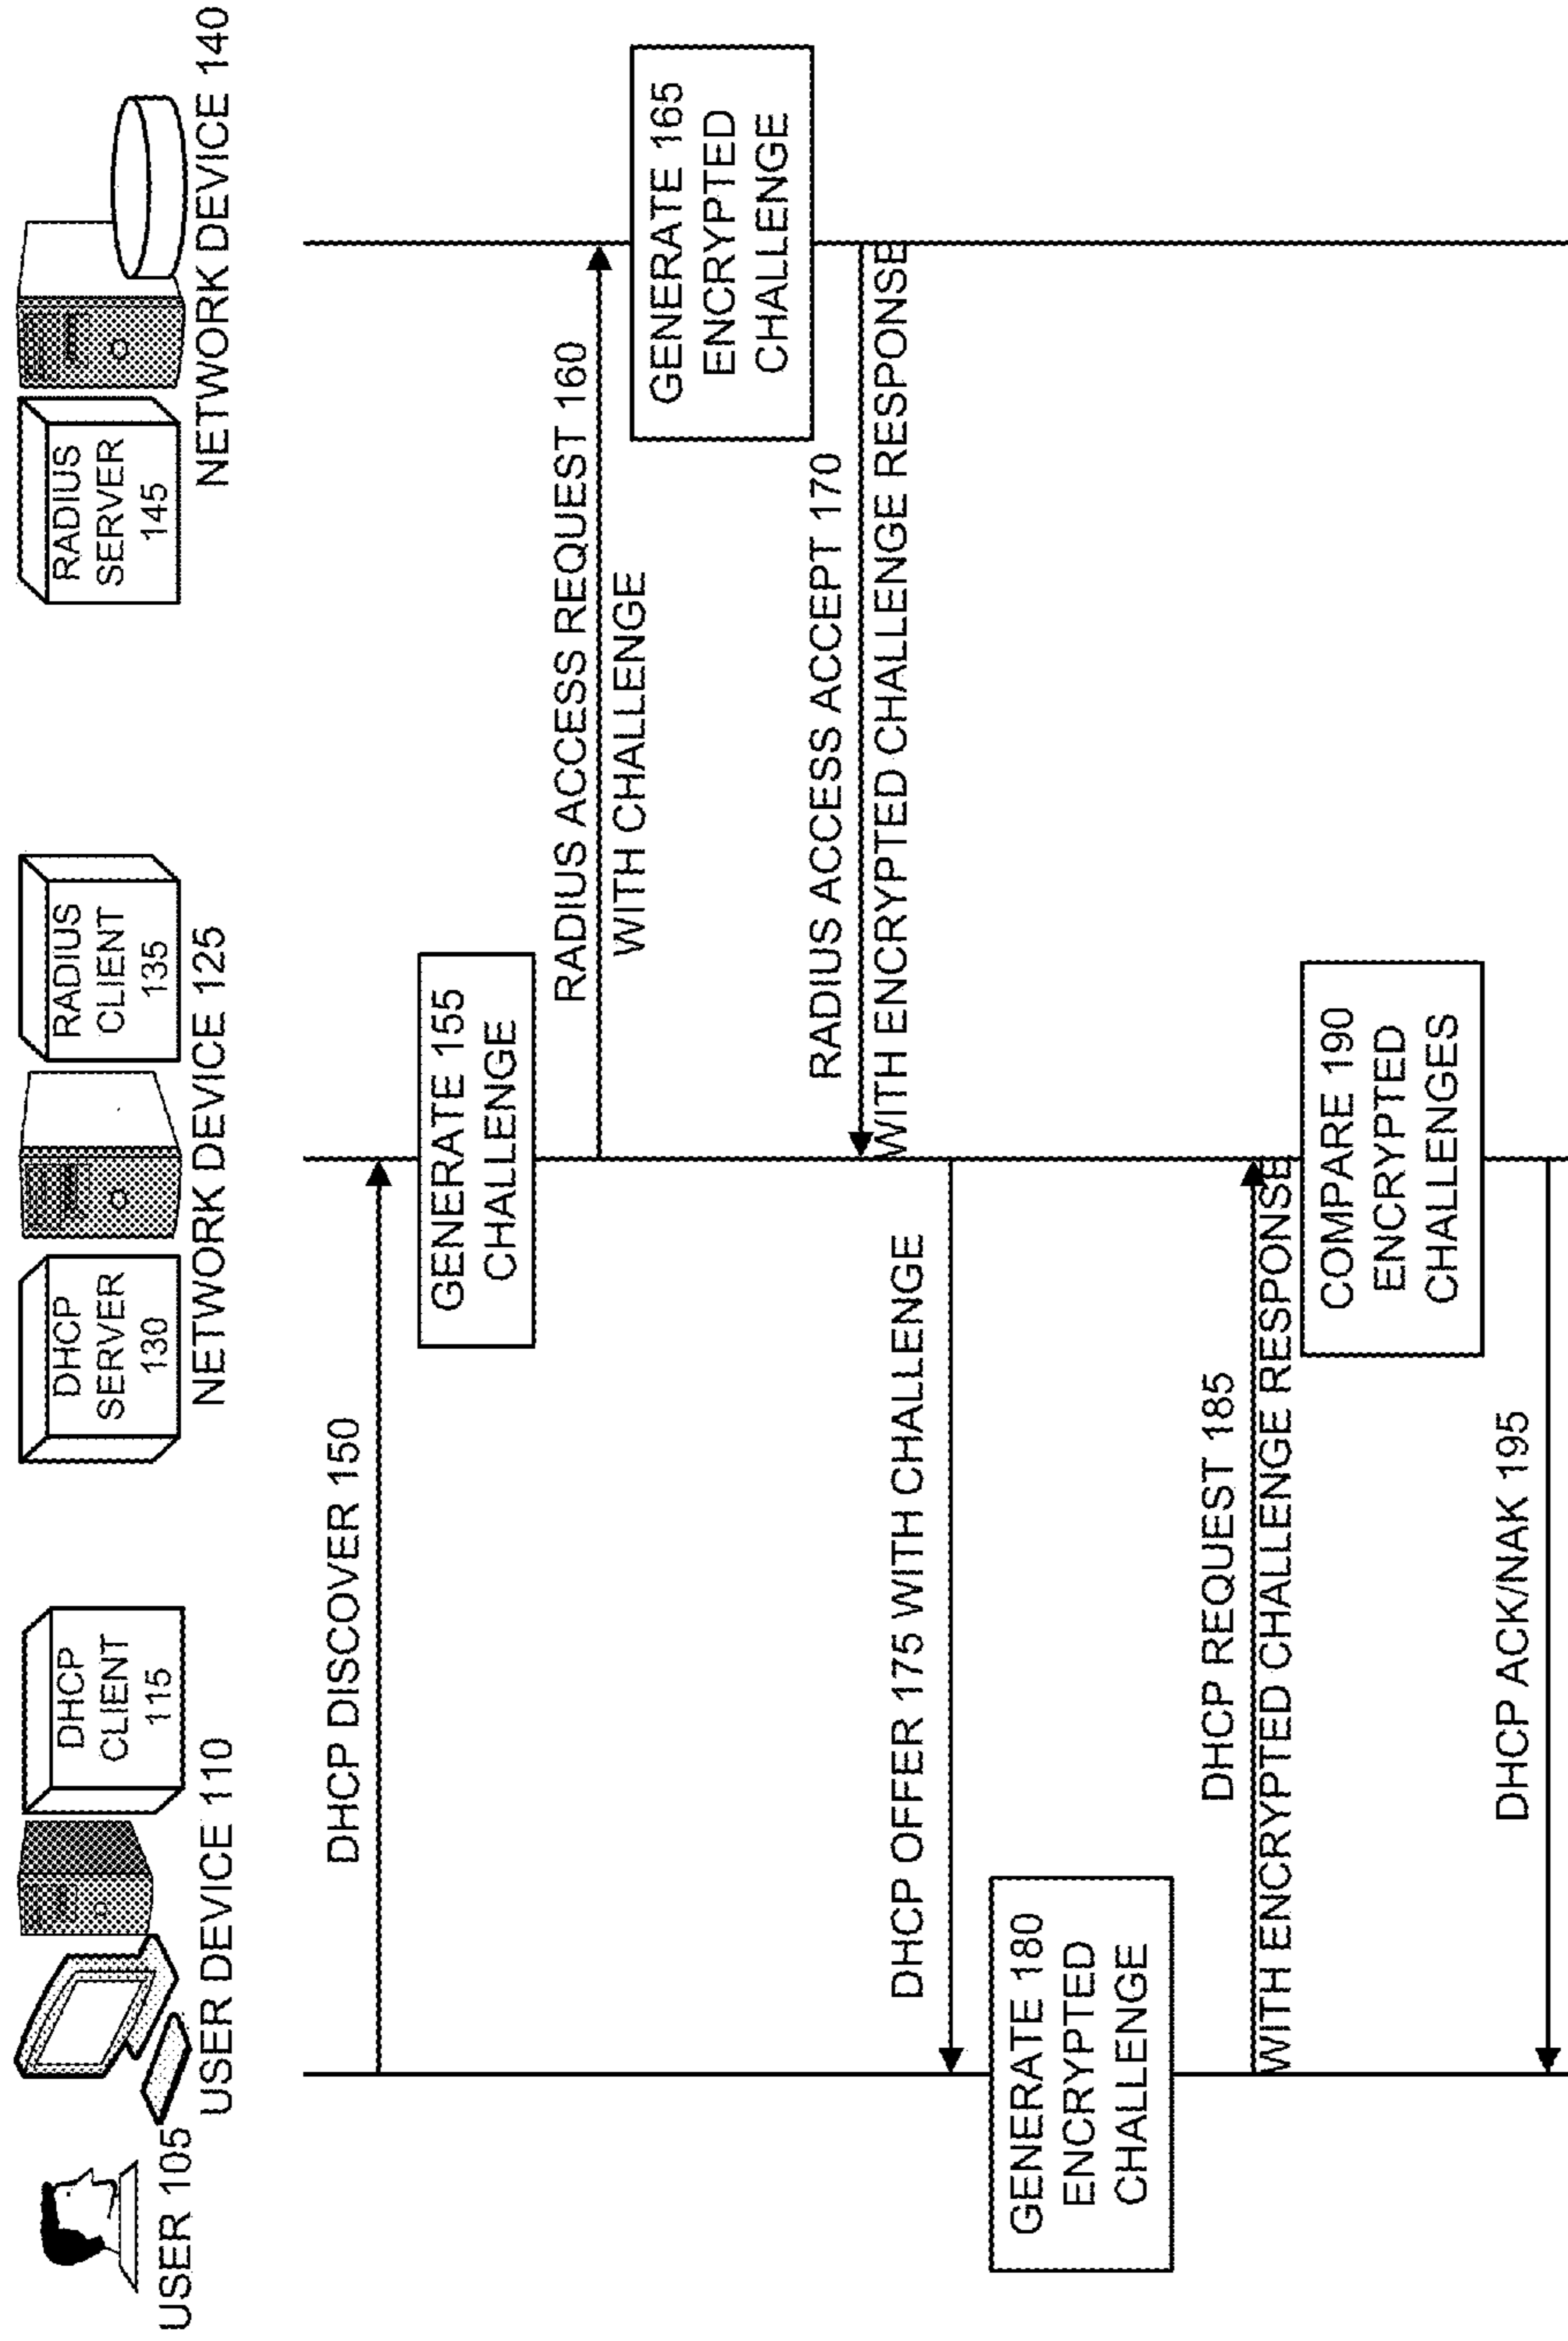 USER 105
USER DEVICE 110
DHCP
CLIENT
115
DHCP
SERVER
130
NETWORK DEVICE 125
RADIUS
CLIENT
135
RADIUS
SERVER
145
NETWORK DEVICE 140
DHCP DISCOVER 150
GENERATE 155
CHALLENGE
RADIUS ACCESS REQUEST 160
WITH CHALLENGE
GENERATE 165
ENCRYPTED
CHALLENGE
RADIUS ACCESS ACCEPT 170
WITH ENCRYPTED CHALLENGE RESPONSE
DHCP OFFER 175 WITH CHALLENGE
GENERATE 180
ENCRYPTED
CHALLENGE
DHCP REQUEST 185
WITH ENCRYPTED CHALLENGE RESPONSE
COMPARE 190
ENCRYPTED
CHALLENGES
DHCP ACK/NAK 195